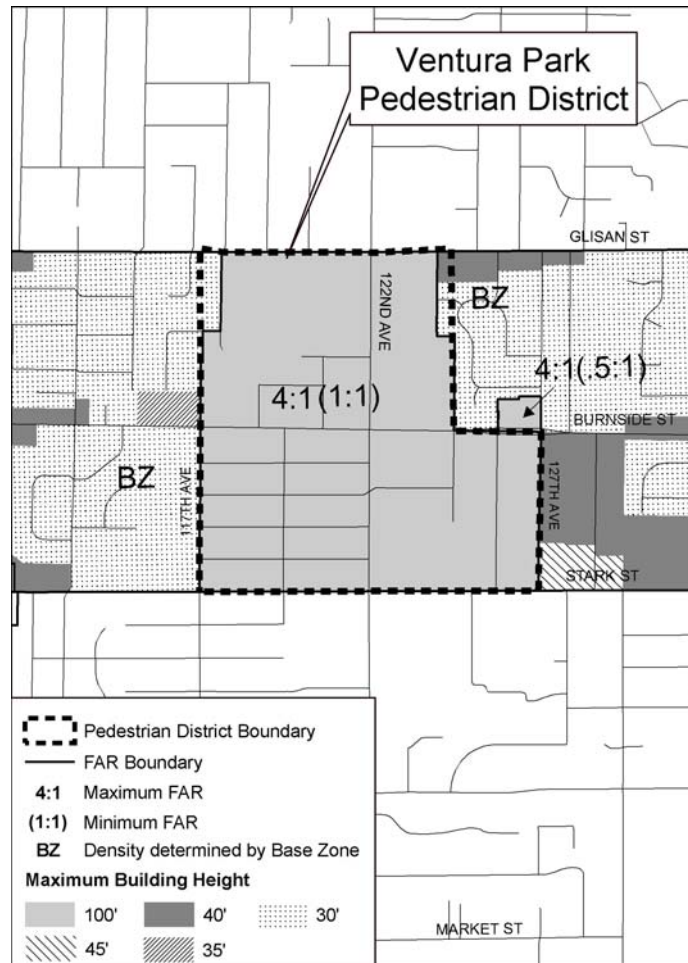 Ventura Park
Pedestrian District
GLISAN ST
122ND AVE
BZ
4:1(.5:1)
4:1 (1:1)
BURNSIDE ST
BZ
117TH AVE
127TH AVE
STARK ST
Pedestrian District Boundary
FAR Boundary
4:1 Maximum FAR
(1:1) Minimum FAR
BZ Density determined by Base Zone
Maximum Building Height
100' 40' 30'
45' 35'
MARKET ST